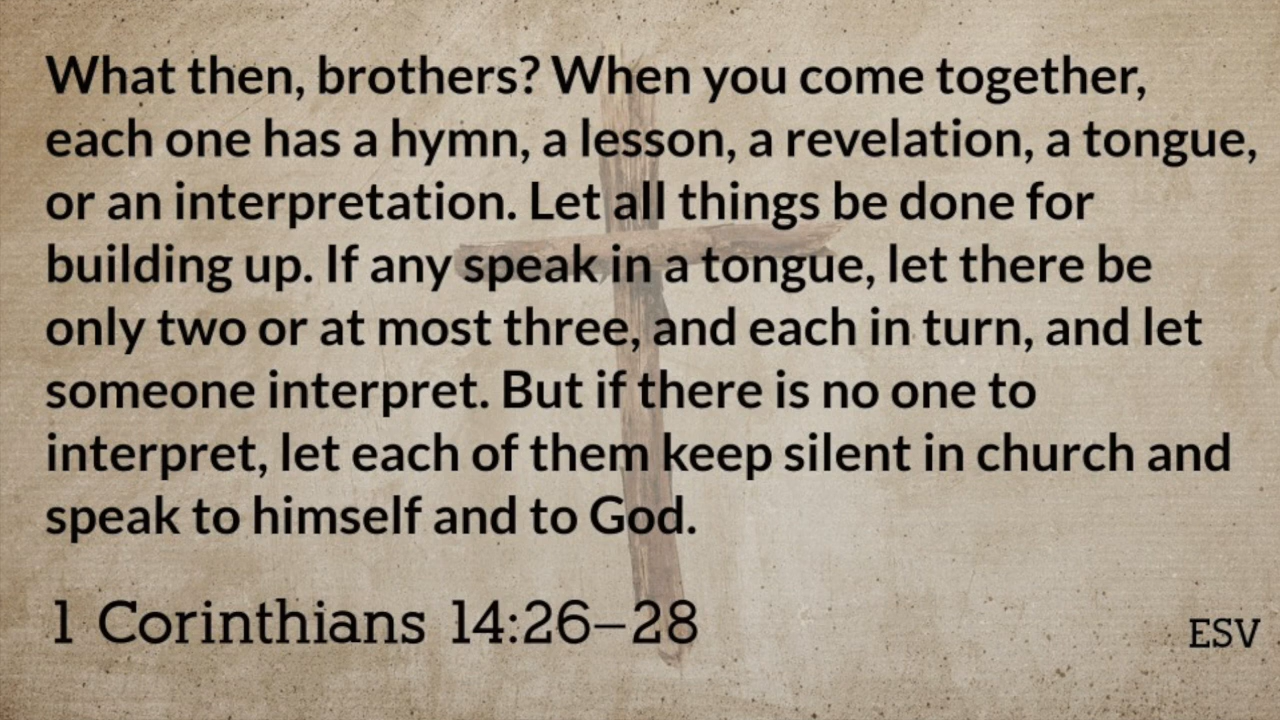 What then, brothers? When you come together,
each one has a hymn, a lesson, a revelation, a tongue,
or an interpretation. Let all things be done for
building up. If any speak in a tongue, let there be
only two or at most three, and each in turn, and let
someone interpret. But if there is no one to
interpret, let each of them keep silent in church and
speak to himself and to God.
1 Corinthians 14:26–28
ESV